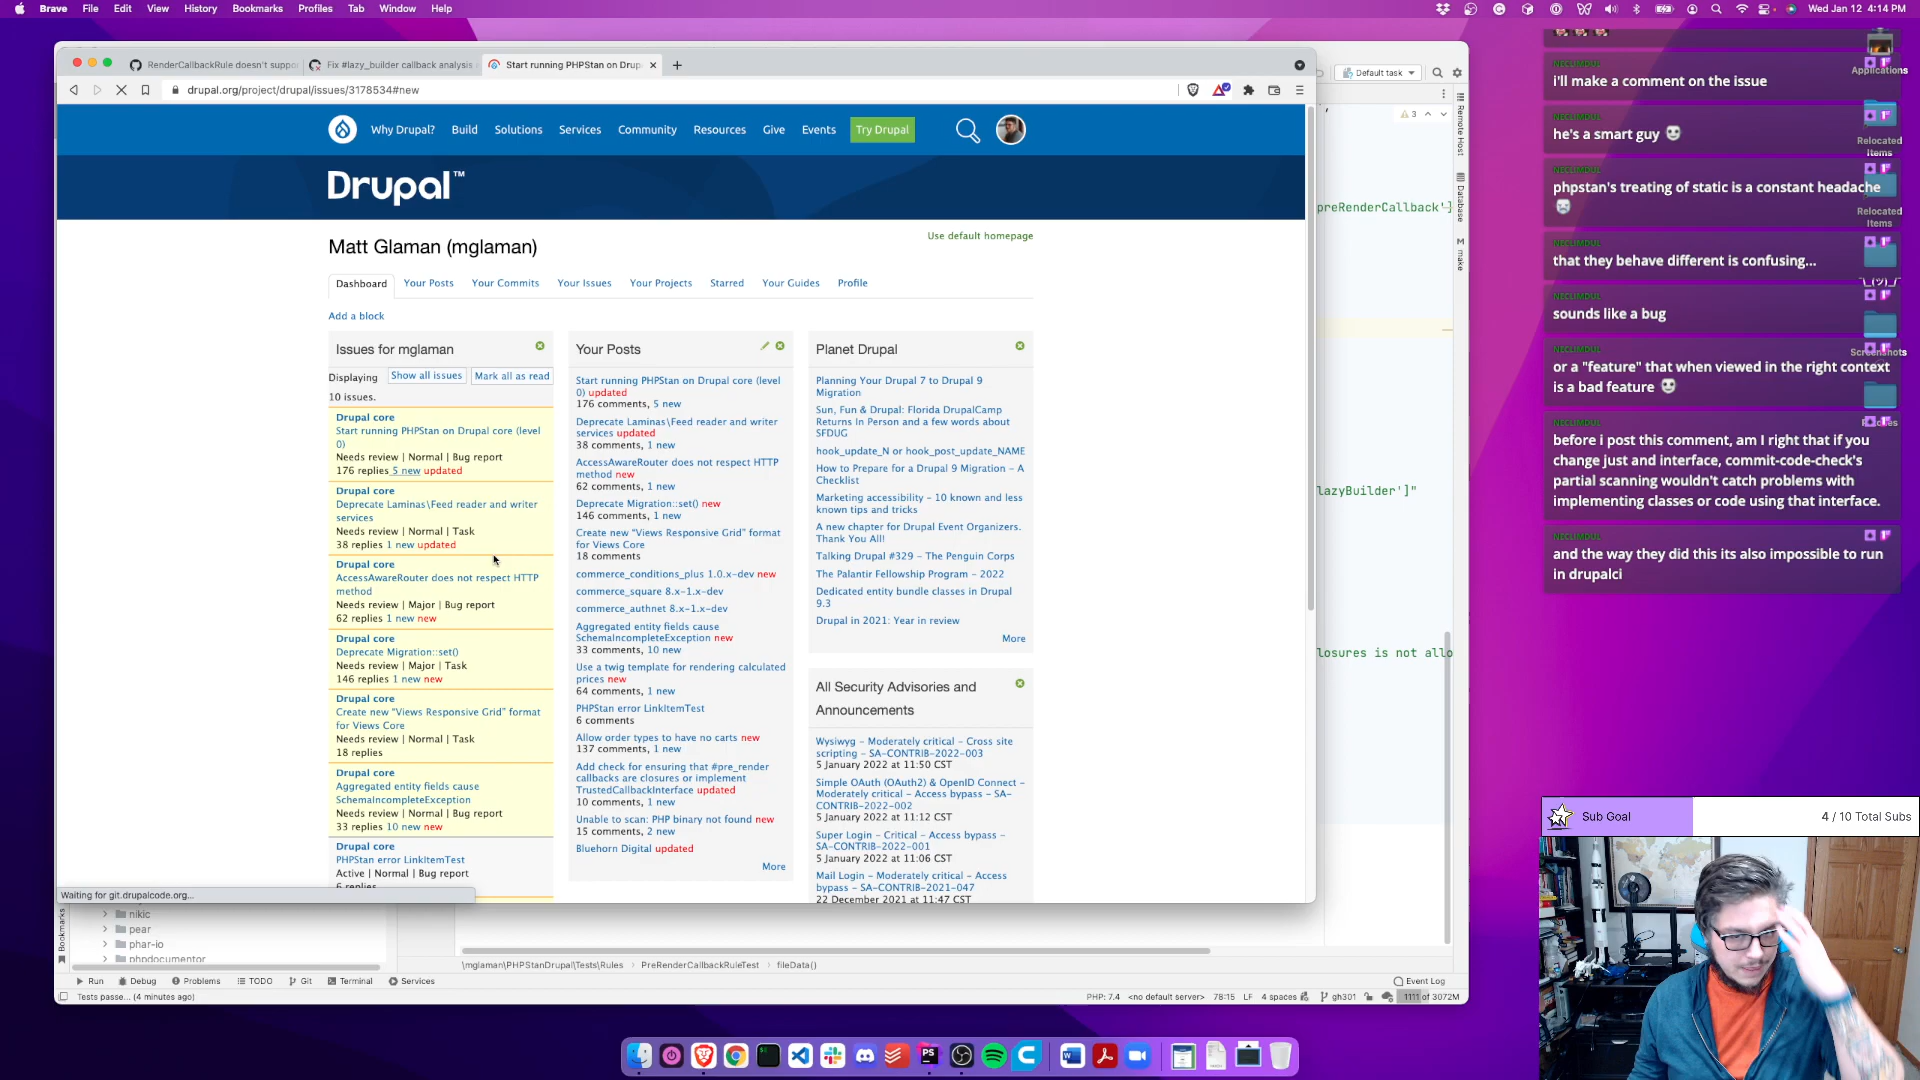 Brave File Edit View History Bookmarks Profiles Tab Window Help
Wed Jan 12 4:14 PM
RenderCallbackRule doesn't suppo
Fix #lazy_builder callback analysis
Start running PHPStan on Drup
drupal.org/project/drupal/issues/3178534#new
Default task
Why Drupal? Build Solutions Services Community Resources Give Events Try Drupal
Drupal™
Matt Glaman (mglaman)
Use default homepage
Dashboard Your Posts Your Commits Your Issues Your Projects Starred Your Guides Profile
Add a block
Issues for mglaman
Displaying Show all issues Mark all as read
10 issues.
Drupal core
Start running PHPStan on Drupal core (level
0)
Needs review | Normal | Bug report
176 replies 5 new updated
Drupal core
Deprecate Laminas\Feed reader and writer
services
Needs review | Normal | Task
38 replies 1 new updated
Drupal core
AccessAwareRouter does not respect HTTP
method
Needs review | Major | Bug report
62 replies 1 new new
Drupal core
Deprecate Migration::set()
Needs review | Major | Task
146 replies 1 new new
Drupal core
Create new "Views Responsive Grid" format
for Views Core
Needs review | Normal | Task
18 replies
Drupal core
Aggregated entity fields cause
SchemaIncompleteException
Needs review | Normal | Bug report
33 replies 10 new new
Drupal core
PHPStan error LinkItemTest
Active | Normal | Bug report
6 replies
Your Posts
Start running PHPStan on Drupal core (level
0) updated
176 comments, 5 new
Deprecate Laminas\Feed reader and writer
services updated
38 comments, 1 new
AccessAwareRouter does not respect HTTP
method new
62 comments, 1 new
Deprecate Migration::set() new
146 comments, 1 new
Create new "Views Responsive Grid" format
for Views Core
18 comments
commerce_conditions_plus 1.0.x-dev new
commerce_square 8.x-1.x-dev
commerce_authnet 8.x-1.x-dev
Aggregated entity fields cause
SchemaIncompleteException new
33 comments, 10 new
Use a twig template for rendering calculated
prices new
64 comments, 1 new
PHPStan error LinkItemTest
6 comments
Allow order types to have no carts new
137 comments, 1 new
Add check for ensuring that #pre_render
callbacks are closures or implement
TrustedCallbackInterface updated
10 comments, 1 new
Unable to scan: PHP binary not found new
15 comments, 2 new
Bluehorn Digital updated
More
Planet Drupal
Planning Your Drupal 7 to Drupal 9
Migration
Sun, Fun & Drupal: Florida DrupalCamp
Returns In Person and a few words about
SFDUG
hook_update_N or hook_post_update_NAME
How to Prepare for a Drupal 9 Migration – A
Checklist
Marketing accessibility – 10 known and less
known tips and tricks
A new chapter for Drupal Event Organizers.
Thank You All!
Talking Drupal #329 – The Penguin Corps
The Palantir Fellowship Program – 2022
Dedicated entity bundle classes in Drupal
9.3
Drupal in 2021: Year in review
More
All Security Advisories and
Announcements
Wysiwyg - Moderately critical - Cross site
scripting - SA-CONTRIB-2022-003
5 January 2022 at 11:50 CST
Simple OAuth (OAuth2) & OpenID Connect -
Moderately critical - Access bypass - SA-
CONTRIB-2022-002
5 January 2022 at 11:12 CST
Super Login - Critical - Access bypass -
SA-CONTRIB-2022-001
5 January 2022 at 11:06 CST
Mail Login - Moderately critical - Access
bypass - SA-CONTRIB-2021-047
22 December 2021 at 11:47 CST
Waiting for git.drupalcode.org...
3
preRenderCallback']
lazyBuilder']"
losures is not allo
Remote Host
Database
make
Bookmarks
nikic
pear
phar-io
phpdocumentor
\mglaman\PHPStanDrupal\Tests\Rules PreRenderCallbackRuleTest fileData()
Run Debug Problems TODO Git Terminal Services
Event Log
Tests passe... (4 minutes ago)
PHP: 7.4 <no default server> 78:15 LF 4 spaces gh301 1111 of 3072M
NECLIMDUL
i'll make a comment on the issue
NECLIMDUL
he's a smart guy
NECLIMDUL
phpstan's treating of static is a constant headache
NECLIMDUL
that they behave different is confusing...
NECLIMDUL
sounds like a bug
NECLIMDUL
or a "feature" that when viewed in the right context
is a bad feature
NECLIMDUL
before i post this comment, am I right that if you
change just and interface, commit-code-check's
partial scanning wouldn't catch problems with
implementing classes or code using that interface.
NECLIMDUL
and the way they did this its also impossible to run
in drupalci
Applications
Relocated
Items
Relocated
Items
¯\_(ツ)_/¯
Screenshots
Sub Goal
4 / 10 Total Subs